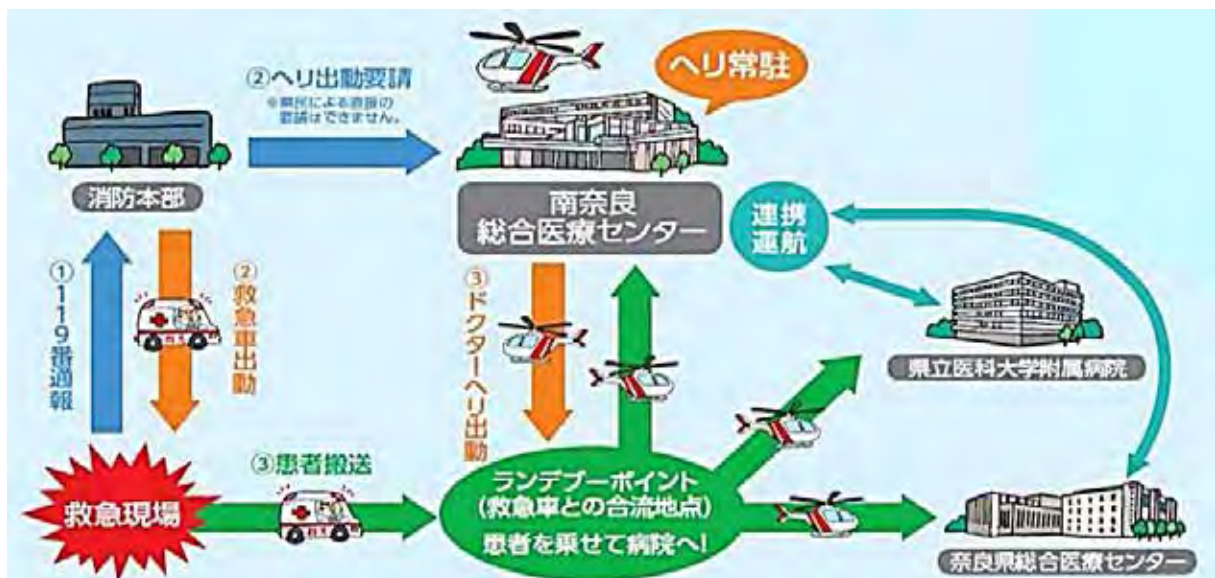 ②ヘリ出動要請
※県民による直接の
要請はできません。
ヘリ常駐
消防本部
南奈良
総合医療センター
連携
運航
①119番通報
②救急車出動
③ドクターヘリ出動
県立医科大学附属病院
救急現場
③患者搬送
ランデブーポイント
(救急車との合流地点)
患者を乗せて病院へ!
奈良県総合医療センター